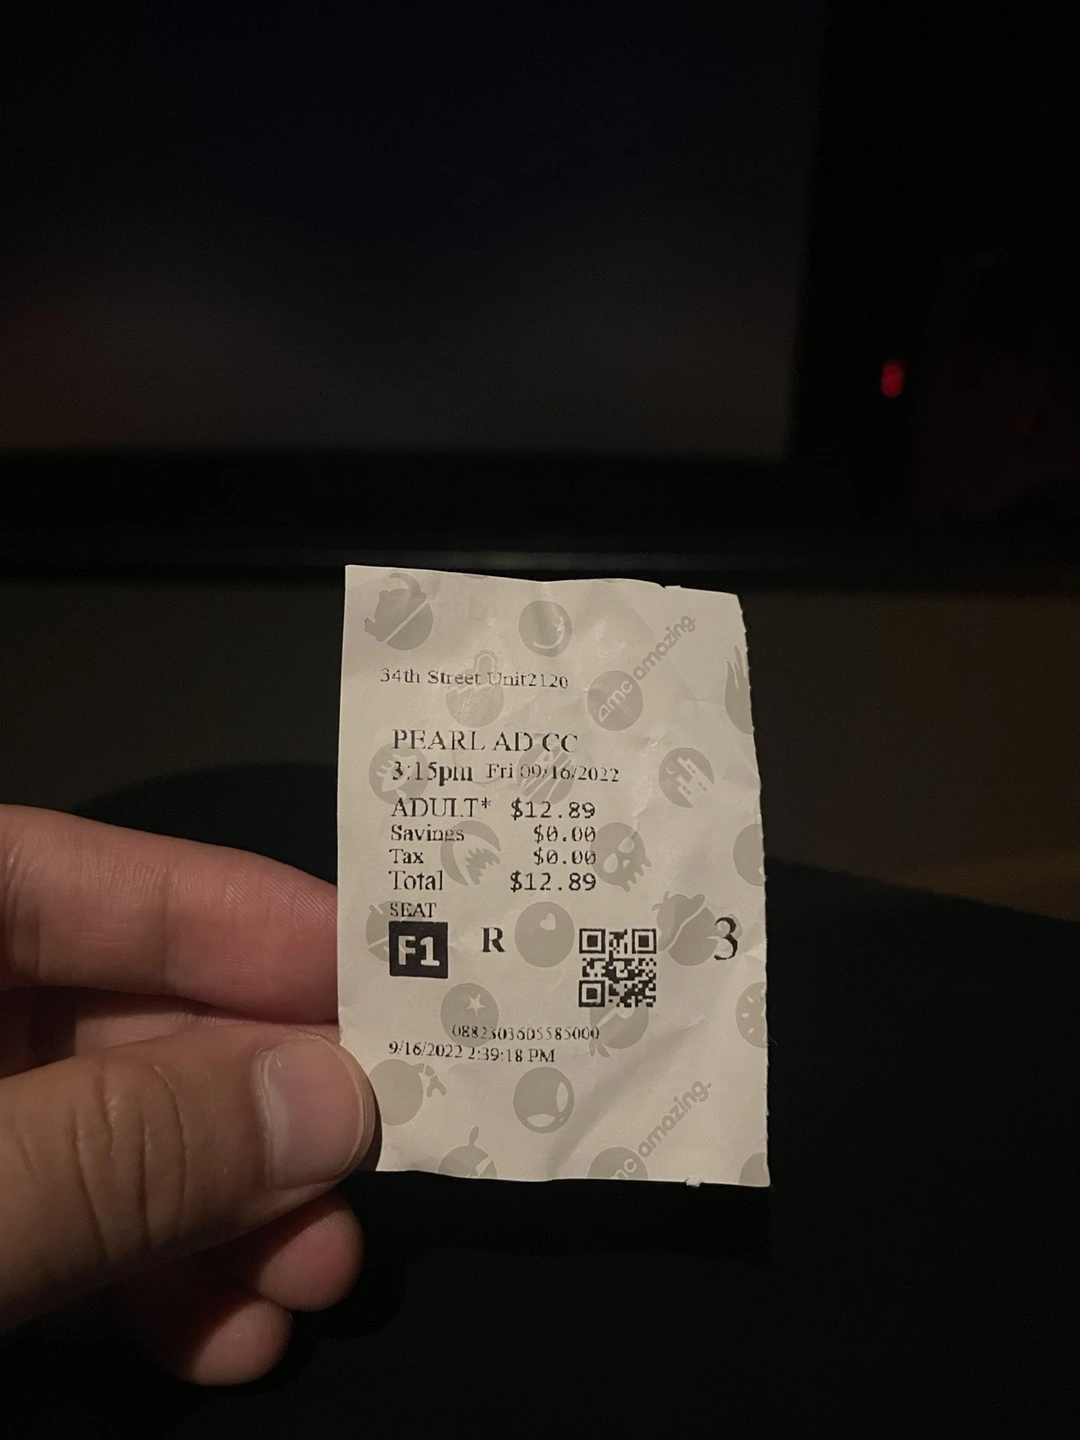 34th Street Unit2120
amc amazing.
PEARL AD CC
3:15pm Fri 09/16/2022
ADULT* $12.89
Savings $0.00
Tax $0.00
Total $12.89
SEAT
F1 R 3
0882303605585000
9/16/2022 2:39:18 PM
amc amazing.